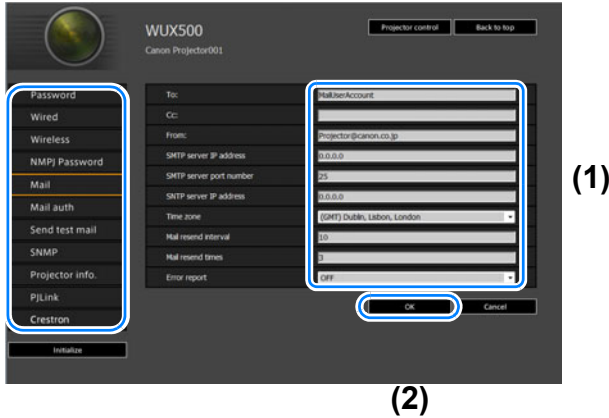 WUX500
Projector control
Back to top
Canon Projector001
Password
Wired
Wireless
NMPJ Password
Mail
Mail auth
Send test mail
SNMP
Projector info.
PJLink
Crestron
Initialize
To: MailUserAccount
Cc:
From: Projector@canon.co.jp
SMTP server IP address 0.0.0.0
SMTP server port number 25
SNTP server IP address 0.0.0.0
Time zone (GMT) Dublin, Lisbon, London
Mail resend interval 10
Mail resend times 3
Error report OFF
OK
Cancel
(1)
(2)